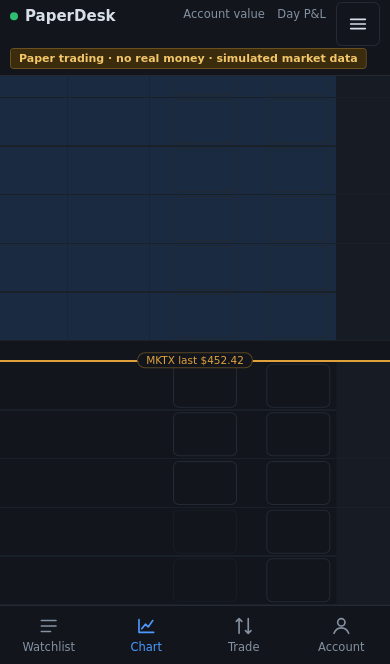 PaperDesk
Account value Day P&L
Paper trading · no real money · simulated market data
MKTX last $452.42
Watchlist Chart Trade Account